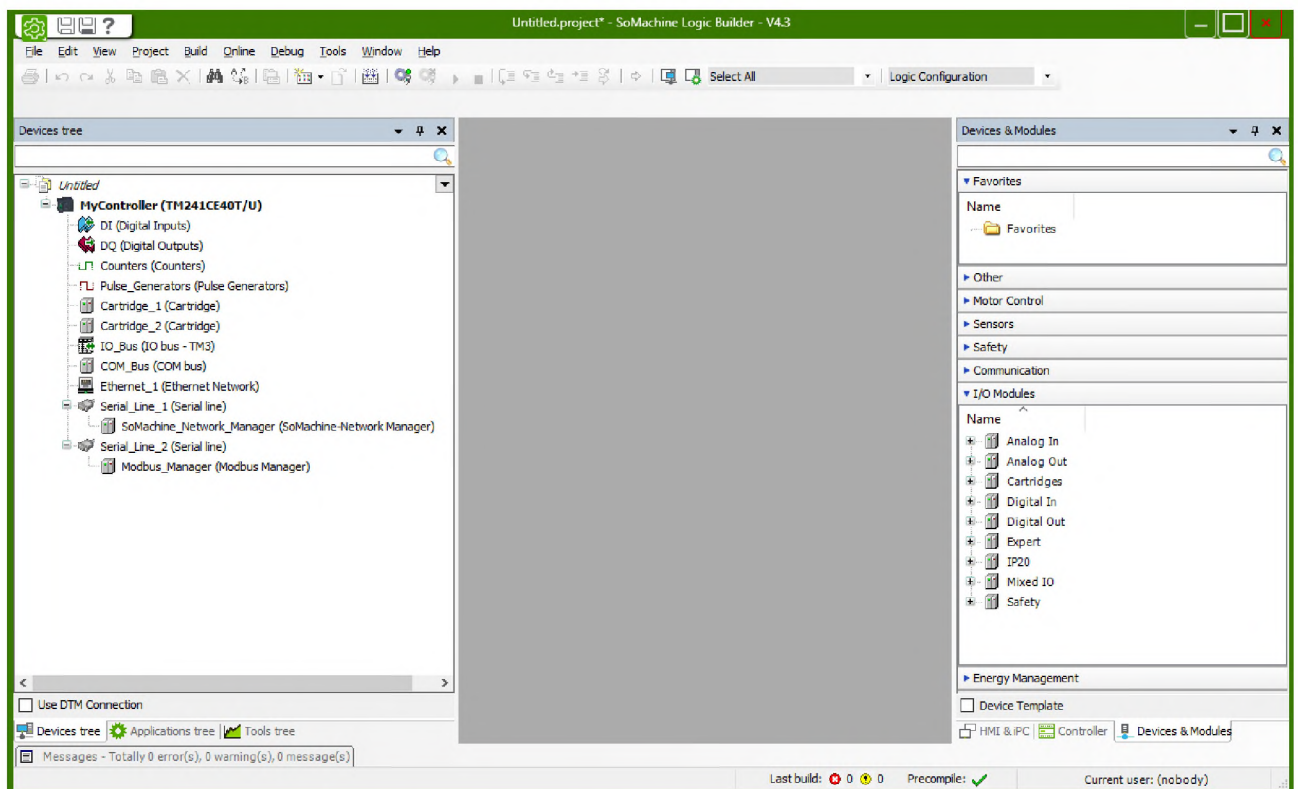 Untitled.project* - SoMachine Logic Builder - V4.3
File Edit View Project Build Online Debug Tools Window Help
Select All Logic Configuration
Devices tree
Untitled
MyController (TM241CE40T/U)
DI (Digital Inputs)
DQ (Digital Outputs)
Counters (Counters)
Pulse_Generators (Pulse Generators)
Cartridge_1 (Cartridge)
Cartridge_2 (Cartridge)
IO_Bus (IO bus - TM3)
COM_Bus (COM bus)
Ethernet_1 (Ethernet Network)
Serial_Line_1 (Serial line)
SoMachine_Network_Manager (SoMachine-Network Manager)
Serial_Line_2 (Serial line)
Modbus_Manager (Modbus Manager)
Use DTM Connection
Devices tree Applications tree Tools tree
Messages - Totally 0 error(s), 0 warning(s), 0 message(s)
Devices & Modules
Favorites
Name
Favorites
Other
Motor Control
Sensors
Safety
Communication
I/O Modules
Name
Analog In
Analog Out
Cartridges
Digital In
Digital Out
Expert
IP20
Mixed IO
Safety
Energy Management
Device Template
HMI & iPC Controller Devices & Modules
Last build: 0 0 Precompile: Current user: (nobody)